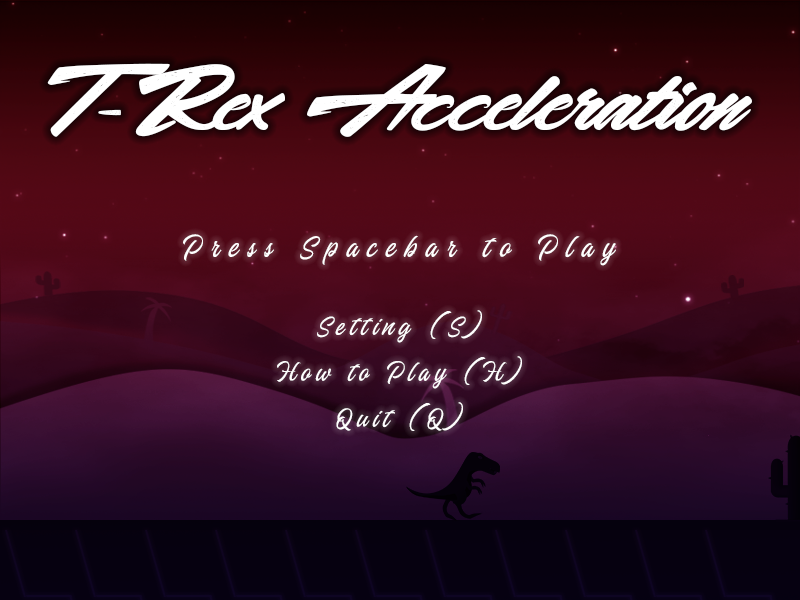 T-Rex Acceleration
Press Spacebar to Play
Setting (S)
How to Play (H)
Quit (Q)